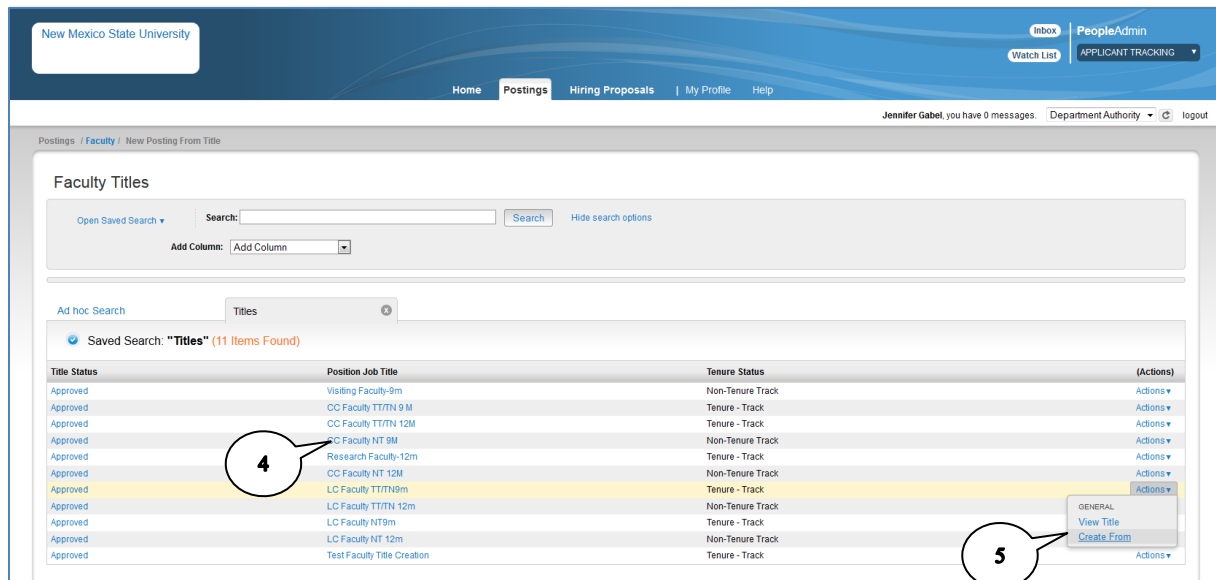 New Mexico State University
Inbox PeopleAdmin
Watch List APPLICANT TRACKING
Home Postings Hiring Proposals | My Profile Help
Jennifer Gabel, you have 0 messages. Department Authority logout
Postings / Faculty / New Posting From Title
Faculty Titles
Open Saved Search Search: Search Hide search options
Add Column: Add Column
Ad hoc Search Titles
Saved Search: "Titles" (11 Items Found)
Title Status Position Job Title Tenure Status (Actions)
Approved Visiting Faculty-9m Non-Tenure Track Actions
Approved CC Faculty TT/TN 9 M Tenure - Track Actions
Approved CC Faculty TT/TN 12M Tenure - Track Actions
Approved CC Faculty NT 9M Non-Tenure Track Actions
Approved Research Faculty-12m Tenure - Track Actions
4
Approved CC Faculty NT 12M Non-Tenure Track Actions
Approved LC Faculty TT/TN9m Tenure - Track Actions
Approved LC Faculty TT/TN 12m Non-Tenure Track GENERAL
Approved LC Faculty NT9m Tenure - Track View Title
Approved LC Faculty NT 12m Non-Tenure Track Create From
Approved Test Faculty Title Creation Tenure - Track Actions
5